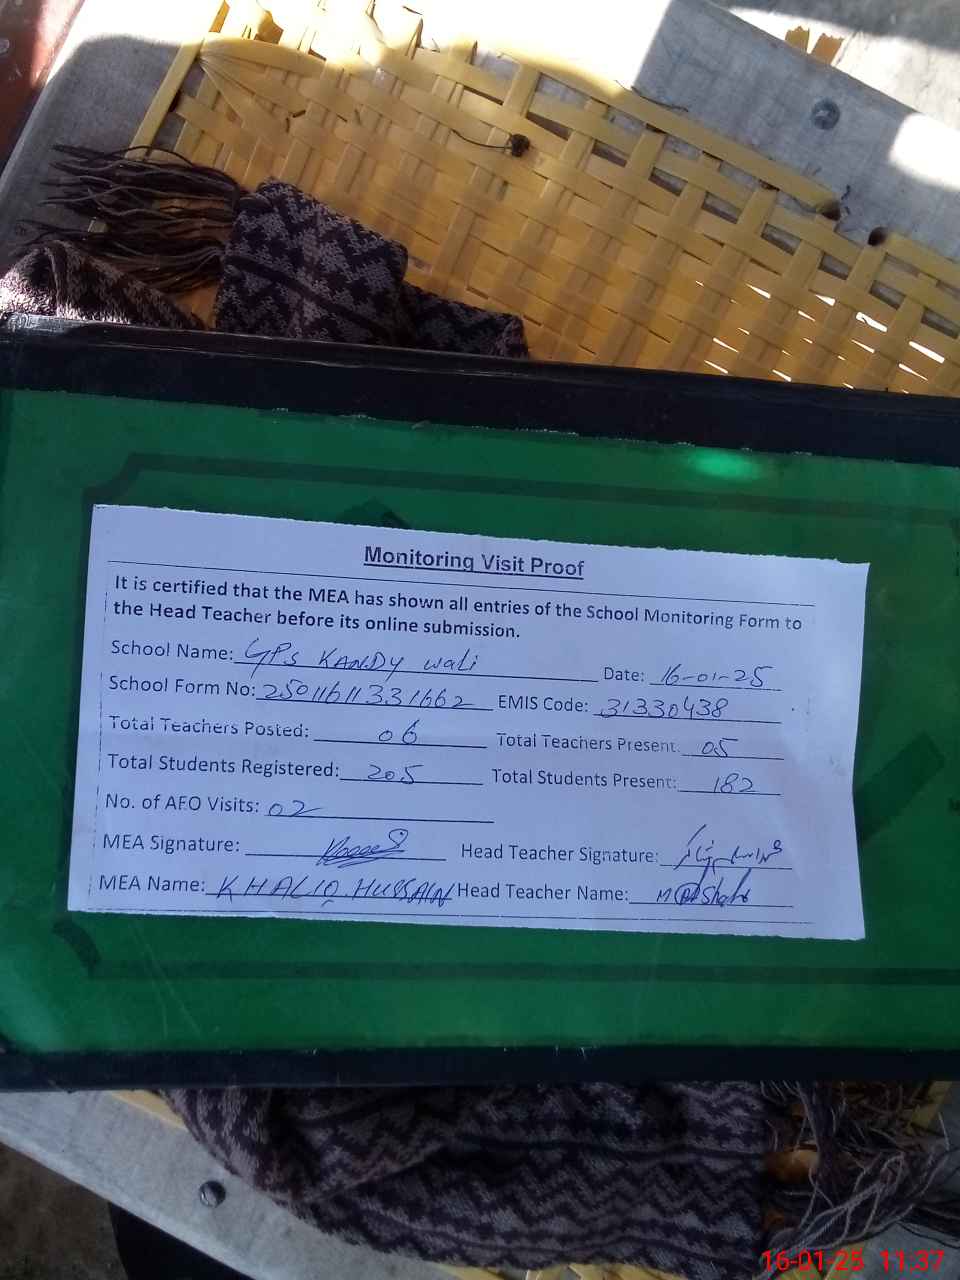 Monitoring Visit Proof
It is certified that the MEA has shown all entries of the School Monitoring Form to
the Head Teacher before its online submission.
School Name: GPS KANDY wali Date: 16-01-25
School Form No: 2501161133 1662 EMIS Code: 31330438
Total Teachers Posted: 06 Total Teachers Present: 05
Total Students Registered: 205 Total Students Present: 182
No. of AEO Visits: 02
MEA Signature: Head Teacher Signature:
MEA Name: KHALIQ HUSSAIN Head Teacher Name:
16-01-25 11:37